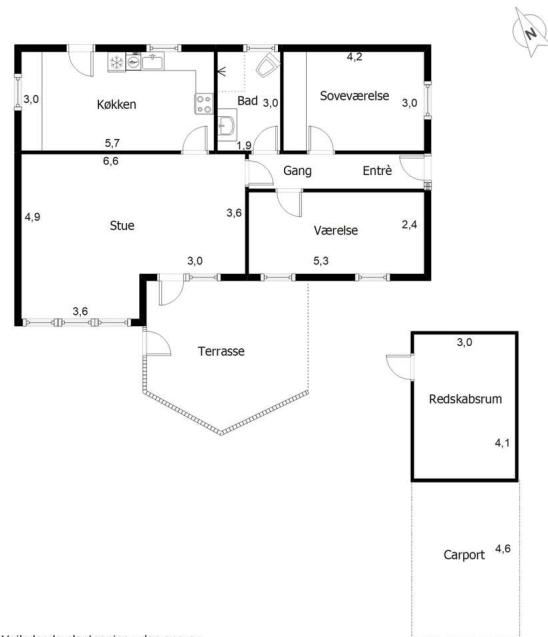 N
4,2
3,0
Køkken
Bad
3,0
Soveværelse
3,0
5,7
1,9
6,6
Gang
Entrè
4,9
Stue
3,6
Værelse
2,4
3,0
5,3
3,6
Terrasse
3,0
Redskabsrum
4,1
Carport
4,6